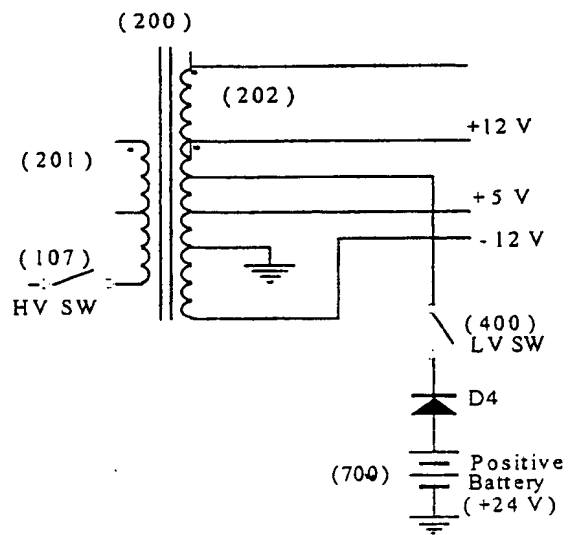 (200)
(202)
+12 V
(201)
+5 V
-12 V
(107)
HV SW
(400)
LV SW
D4
(700)
Positive
Battery
(+24 V)